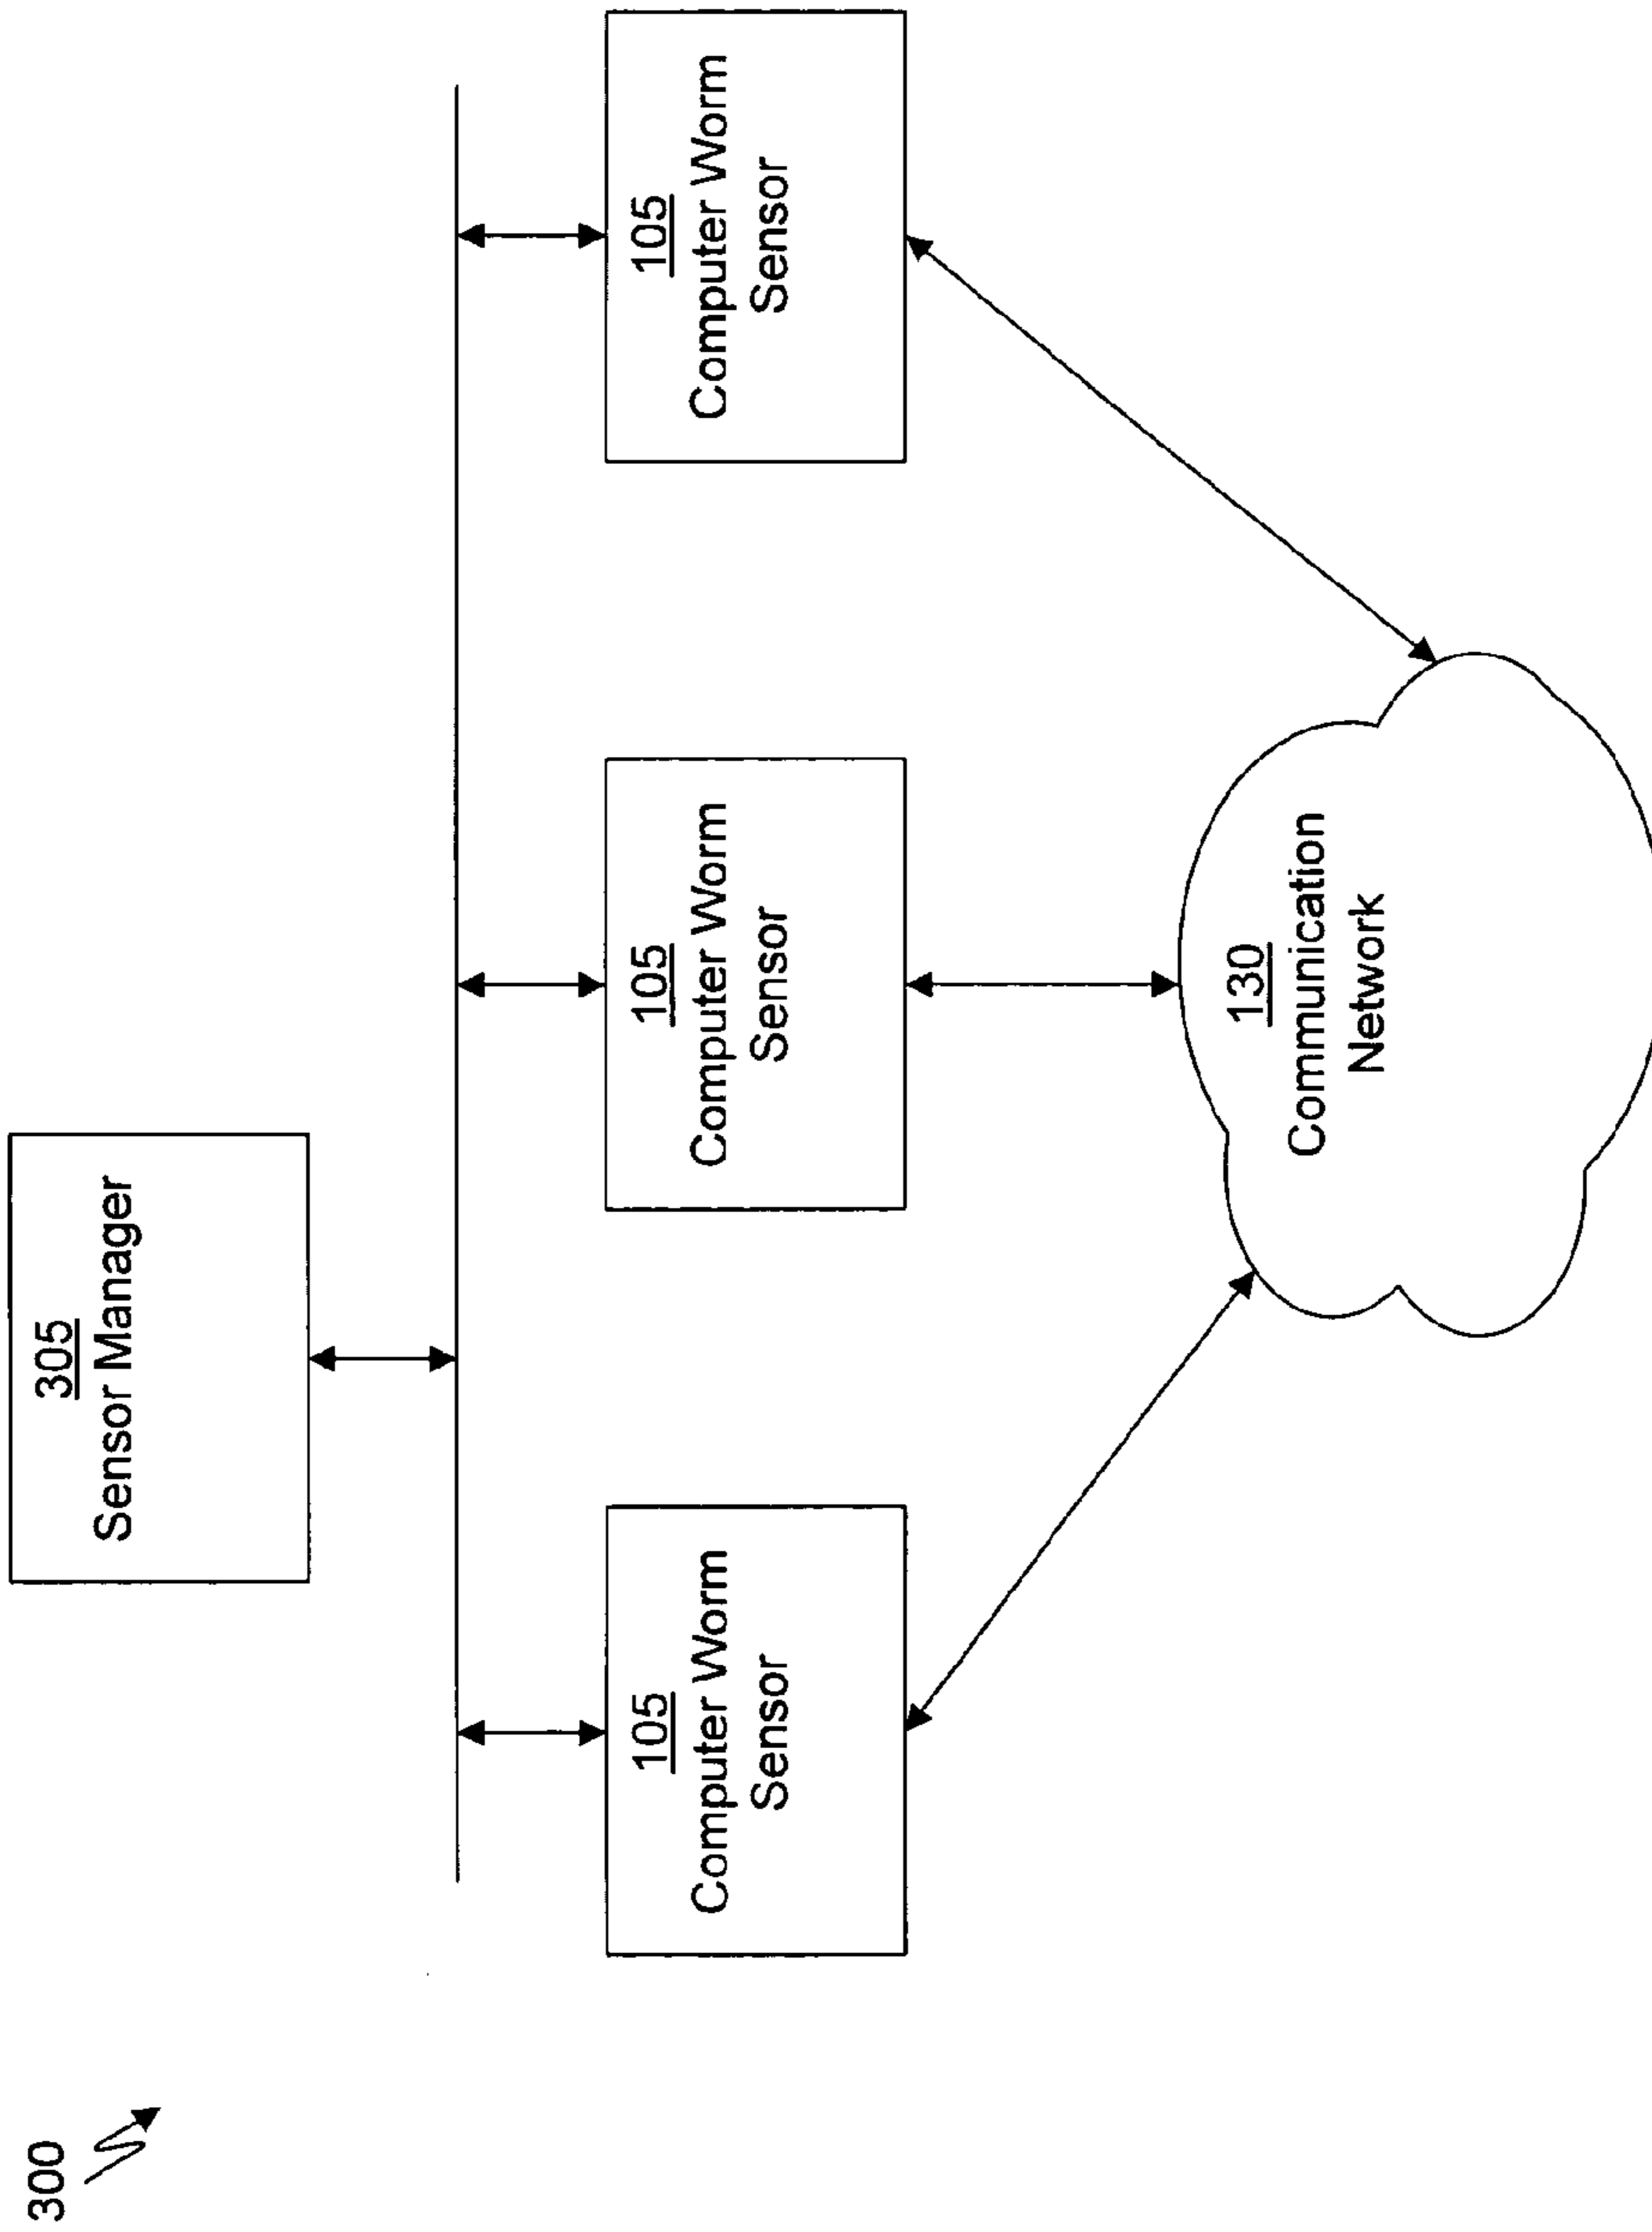 300
305
Sensor Manager
105
Computer Worm
Sensor
105
Computer Worm
Sensor
105
Computer Worm
Sensor
130
Communication
Network